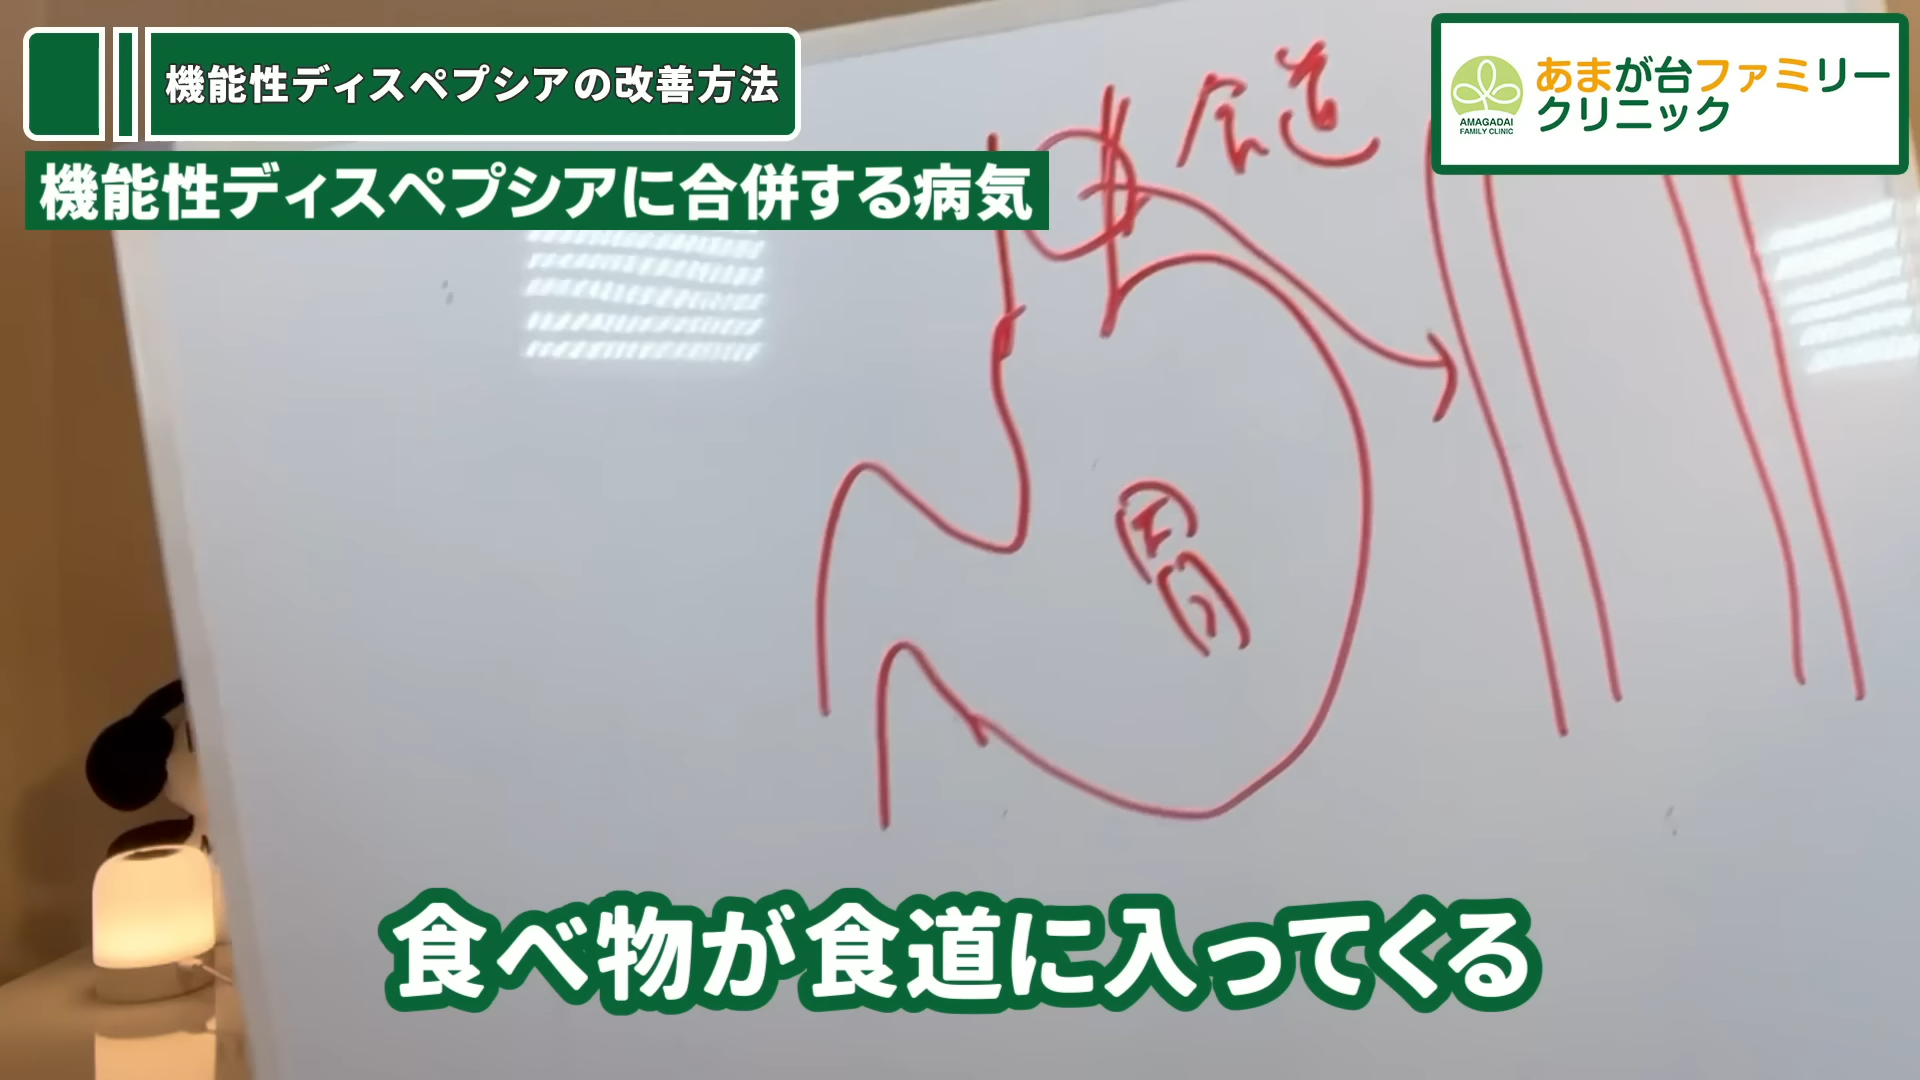 機能性ディスペプシアの改善方法
機能性ディスペプシアに合併する病気
あまが台ファミリー
クリニック
AMAGADAI
FAMILY CLINIC
食道
胃
食べ物が食道に入ってくる